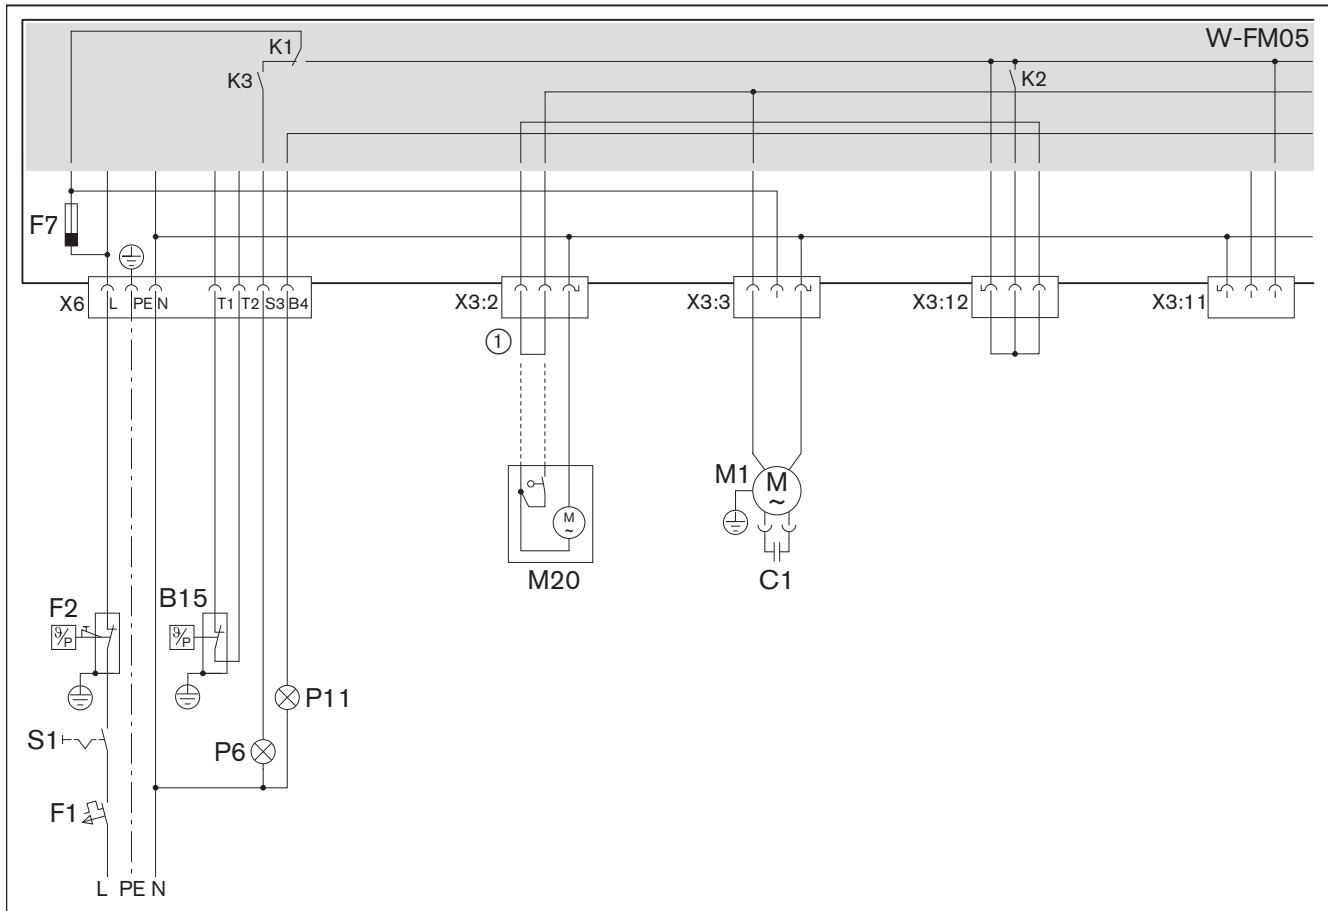 W-FM05
K1
K3
K2
F7
X6 L PE N T1 T2 S3 B4
X3:2
X3:3
X3:12
X3:11
1
M1
M
~
M
~
M20
C1
F2
ϑ/P
B15
ϑ/P
P11
S1
P6
F1
L PE N